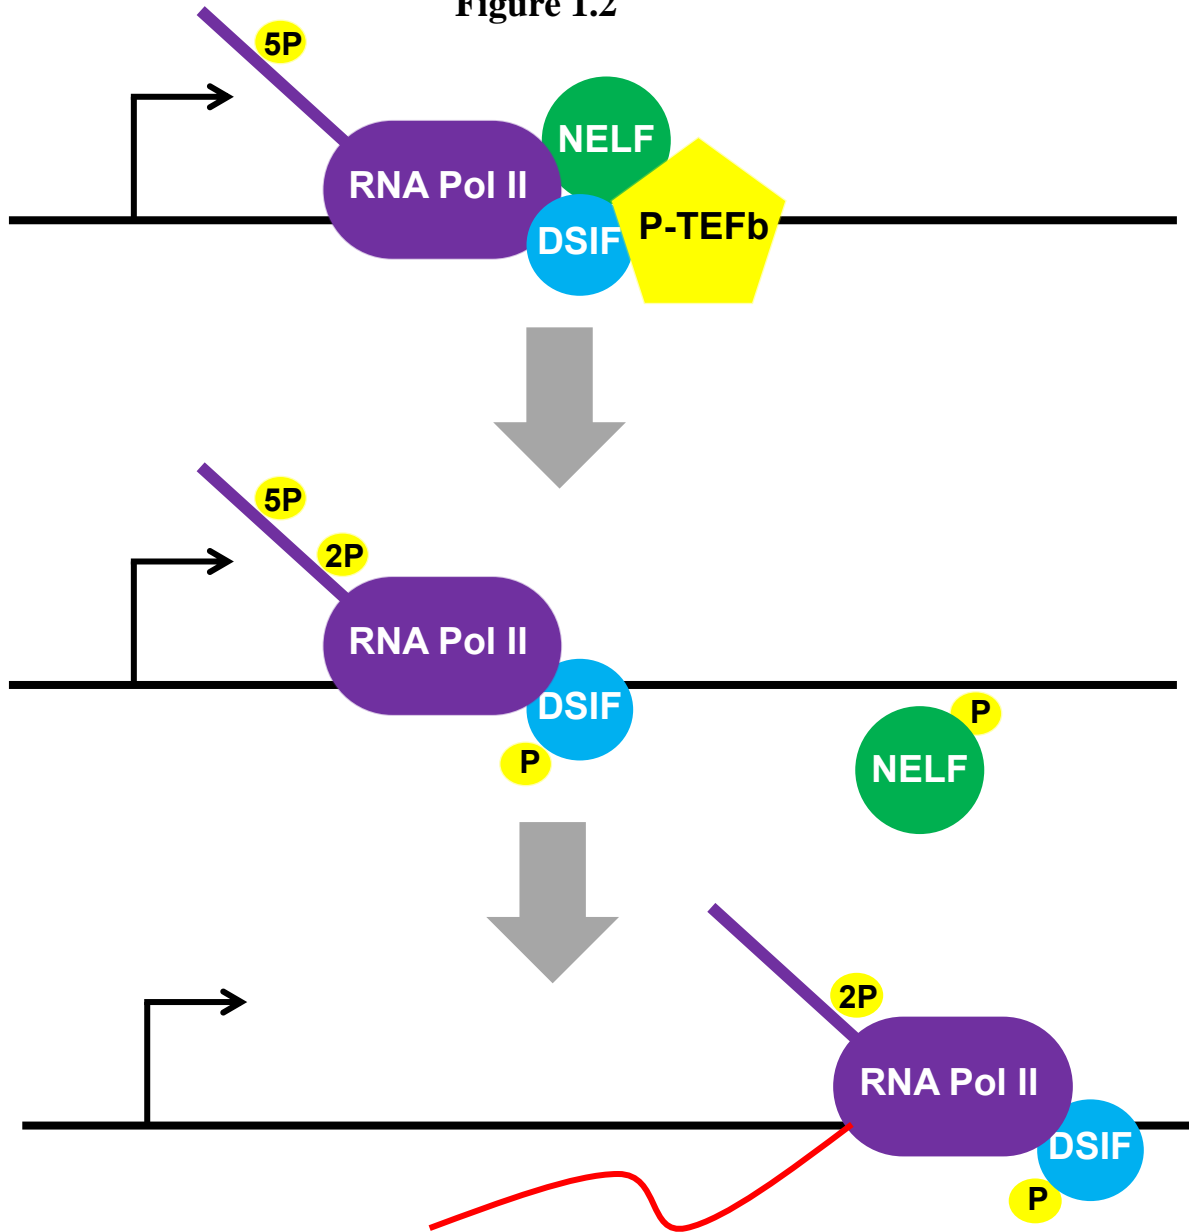 Figure 1.2
5P
NELF
RNA Pol II
P-TEFb
DSIF
5P
2P
RNA Pol II
DSIF
P
P
NELF
2P
RNA Pol II
DSIF
P